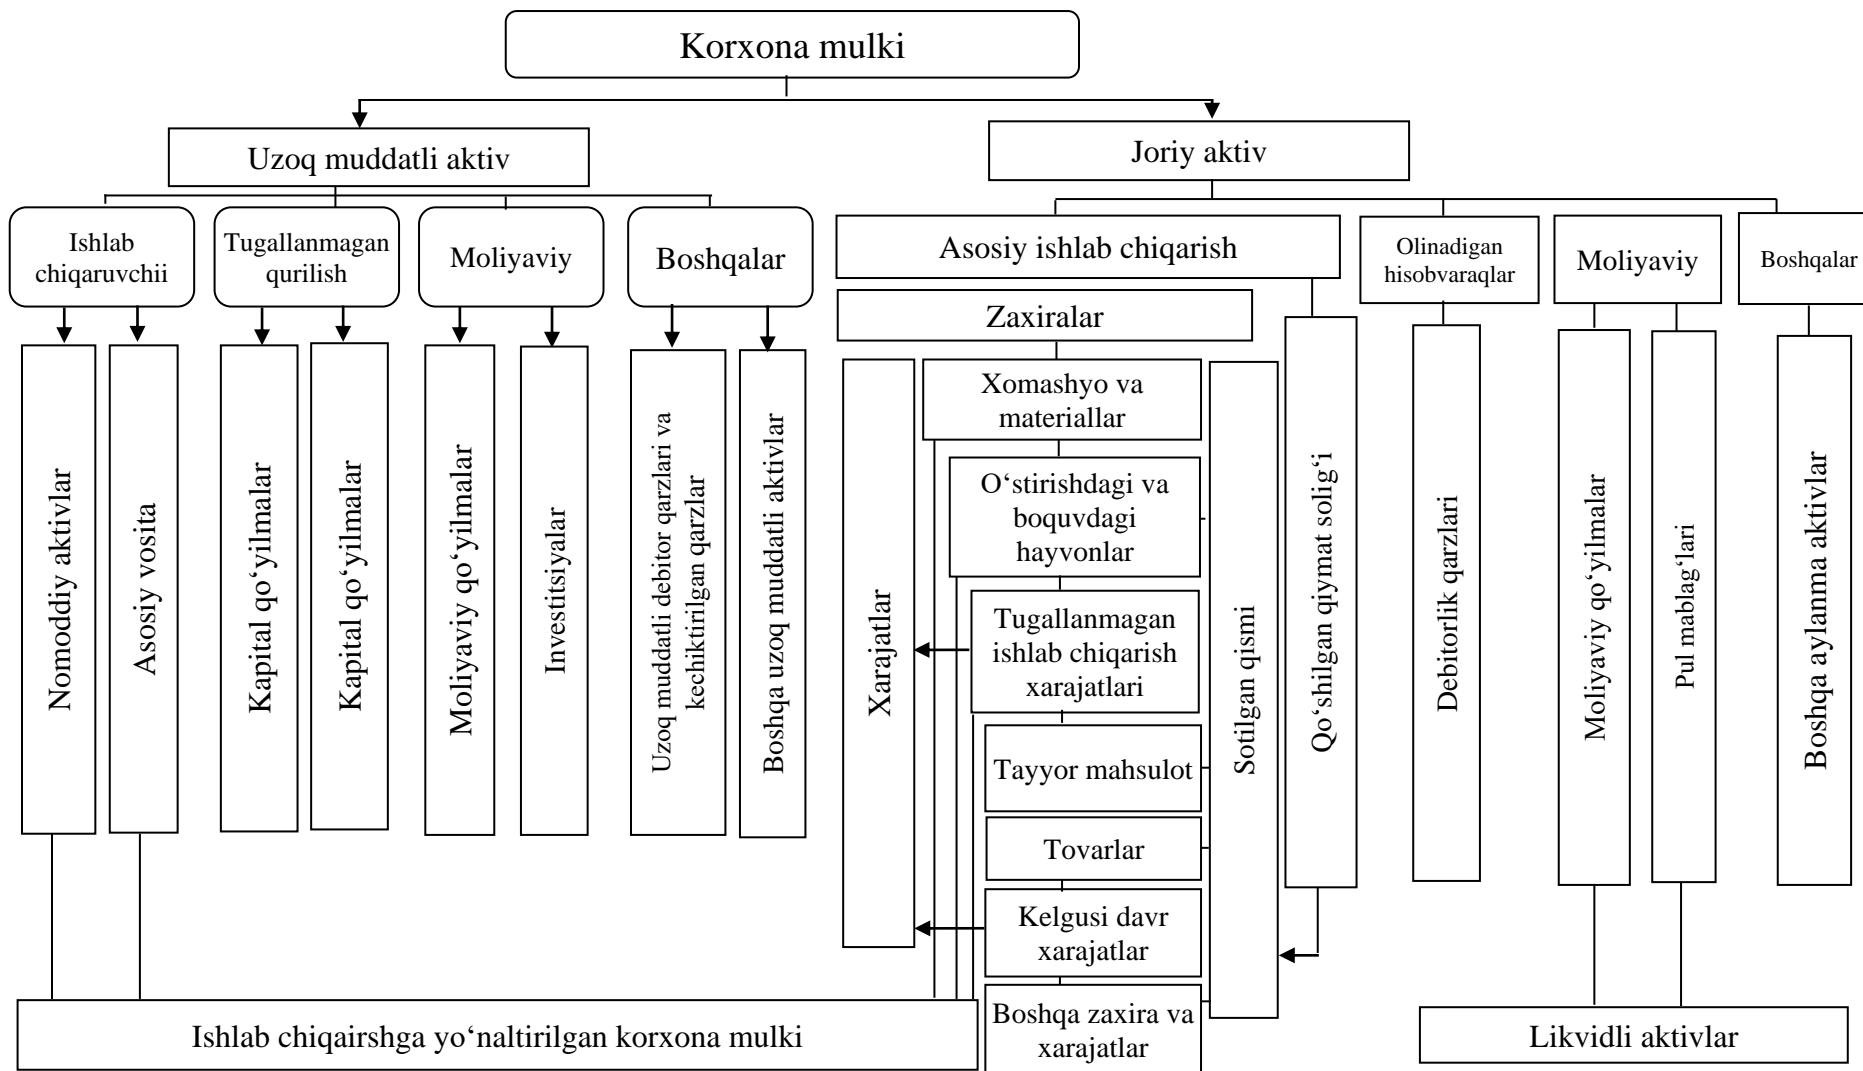 Korxona mulki
Uzoq muddatli aktiv
Joriy aktiv
Ishlab
chiqaruvchii
Tugallanmagan
qurilish
Moliyaviy
Boshqalar
Asosiy ishlab chiqarish
Olinadigan
hisobvaraqlar
Moliyaviy
Boshqalar
Nomoddiy aktivlar
Asosiy vosita
Kapital qo‘yilmalar
Kapital qo‘yilmalar
Moliyaviy qo‘yilmalar
Investitsiyalar
Uzoq muddatli debitor qarzlari va
kechiktirilgan qarzlar
Boshqa uzoq muddatli aktivlar
Zaxiralar
Xarajatlar
Xomashyo va
materiallar
O‘stirishdagi va
boquvdagi
hayvonlar
Tugallanmagan
ishlab chiqarish
xarajatlari
Tayyor mahsulot
Tovarlar
Kelgusi davr
xarajatlar
Boshqa zaxira va
xarajatlar
Sotilgan qismi
Qo‘shilgan qiymat solig‘i
Debitorlik qarzlari
Moliyaviy qo‘yilmalar
Pul mablag‘lari
Boshqa aylanma aktivlar
Ishlab chiqairshga yo‘naltirilgan korxona mulki
Likvidli aktivlar